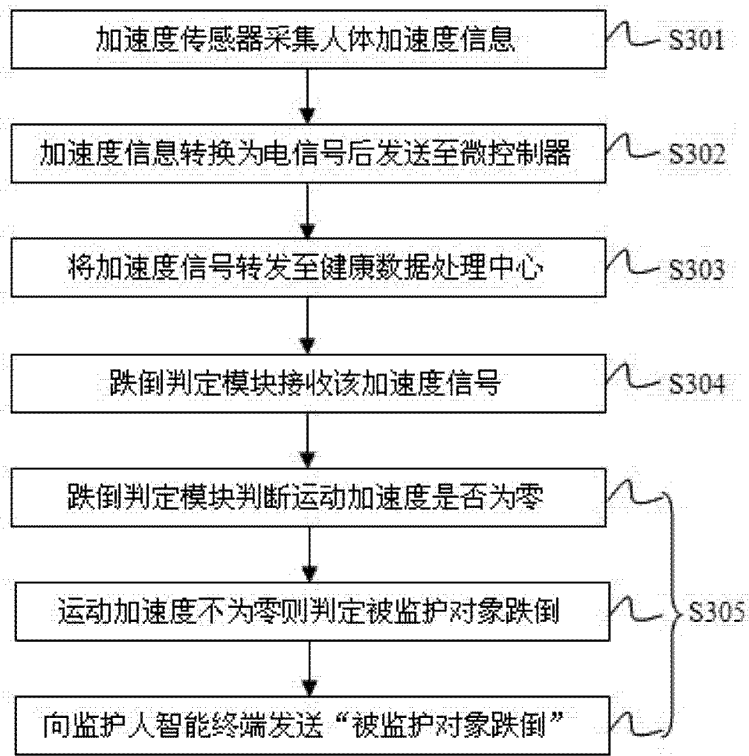 加速度传感器采集人体加速度信息 S301
加速度信息转换为电信号后发送至微控制器 S302
将加速度信号转发至健康数据处理中心 S303
跌倒判定模块接收该加速度信号 S304
跌倒判定模块判断运动加速度是否为零
运动加速度不为零则判定被监护对象跌倒 S305
向监护人智能终端发送“被监护对象跌倒”